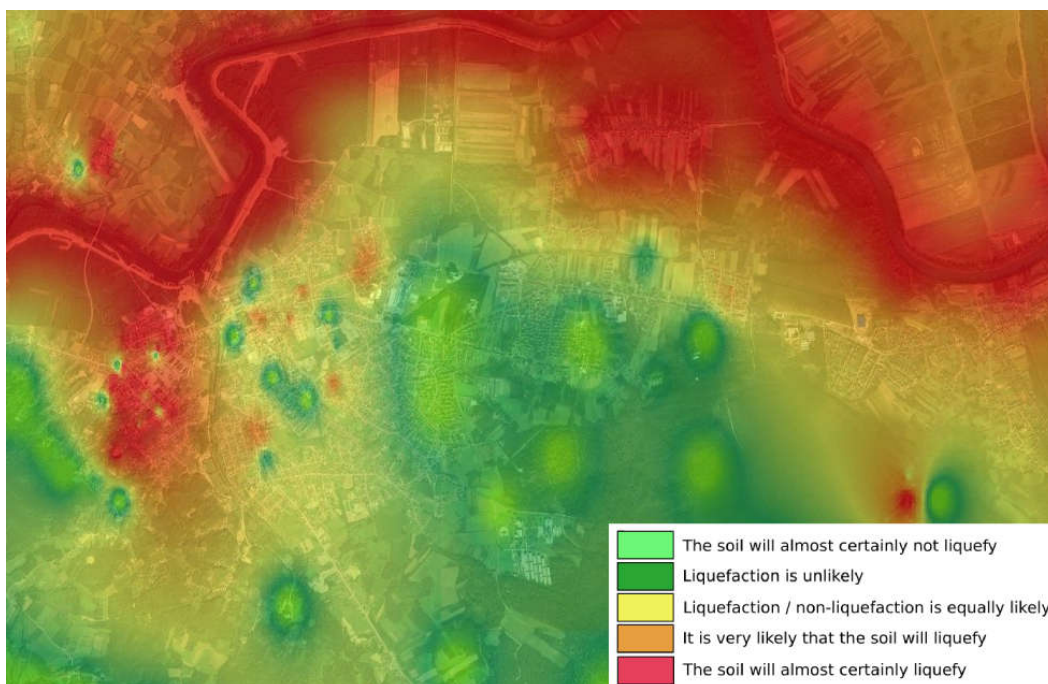 The soil will almost certainly not liquefy
Liquefaction is unlikely
Liquefaction / non-liquefaction is equally likely
It is very likely that the soil will liquefy
The soil will almost certainly liquefy